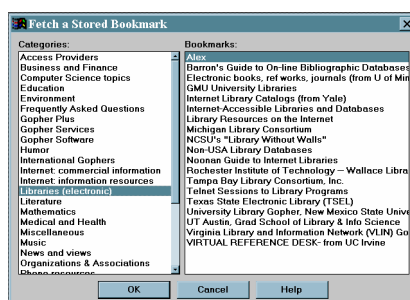 Fetch a Stored Bookmark
Categories:
Access Providers
Business and Finance
Computer Science topics
Education
Environment
Frequently Asked Questions
Gopher Plus
Gopher Services
Gopher Software
Humor
International Gophers
Internet: commercial information
Internet: information resources
Libraries (electronic)
Literature
Mathematics
Medical and Health
Miscellaneous
Music
News and views
Organizations & Associations
Phone resources
Bookmarks:
Alex
Barron's Guide to On-line Bibliographic Databases
Electronic books, ref works, journals (from U of Min
GMU University Libraries
Internet Library Catalogs (from Yale)
Internet-Accessible Libraries and Databases
Library Resources on the Internet
Michigan Library Consortium
NCSU's "Library Without Walls"
Non-USA Library Databases
Noonan Guide to Internet Libraries
Rochester Institute of Technology – Wallace Libra
Tampa Bay Library Consortium, Inc.
Telnet Sessions to Library Programs
Texas State Electronic Library (TSEL)
University Library Gopher, New Mexico State Unive
UT Austin, Grad School of Library & Info Science
Virginia Library and Information Network (VLIN) Go
VIRTUAL REFERENCE DESK- from UC Irvine
OK
Cancel
Help